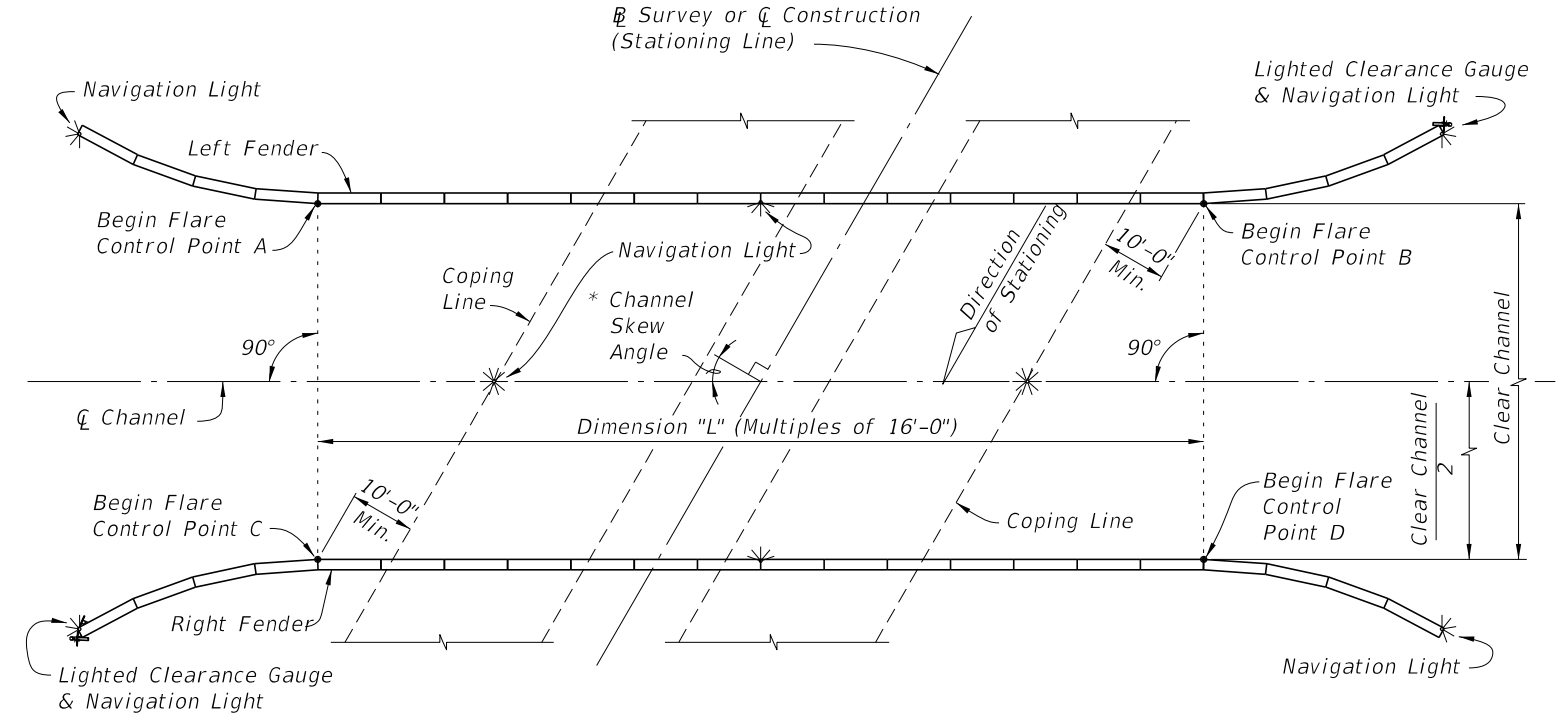 ℄ Survey or ℄ Construction
(Stationing Line)
Navigation Light
Lighted Clearance Gauge
& Navigation Light
Left Fender
Begin Flare
Control Point A
Navigation Light
Begin Flare
Control Point B
10'-0"
Min.
Direction
of Stationing
Coping
Line
* Channel
Skew
Angle
90°
90°
℄ Channel
Dimension "L" (Multiples of 16'-0")
Clear Channel
Clear Channel
2
10'-0"
Min.
Begin Flare
Control Point C
Coping Line
Begin Flare
Control
Point D
Right Fender
Lighted Clearance Gauge
& Navigation Light
Navigation Light